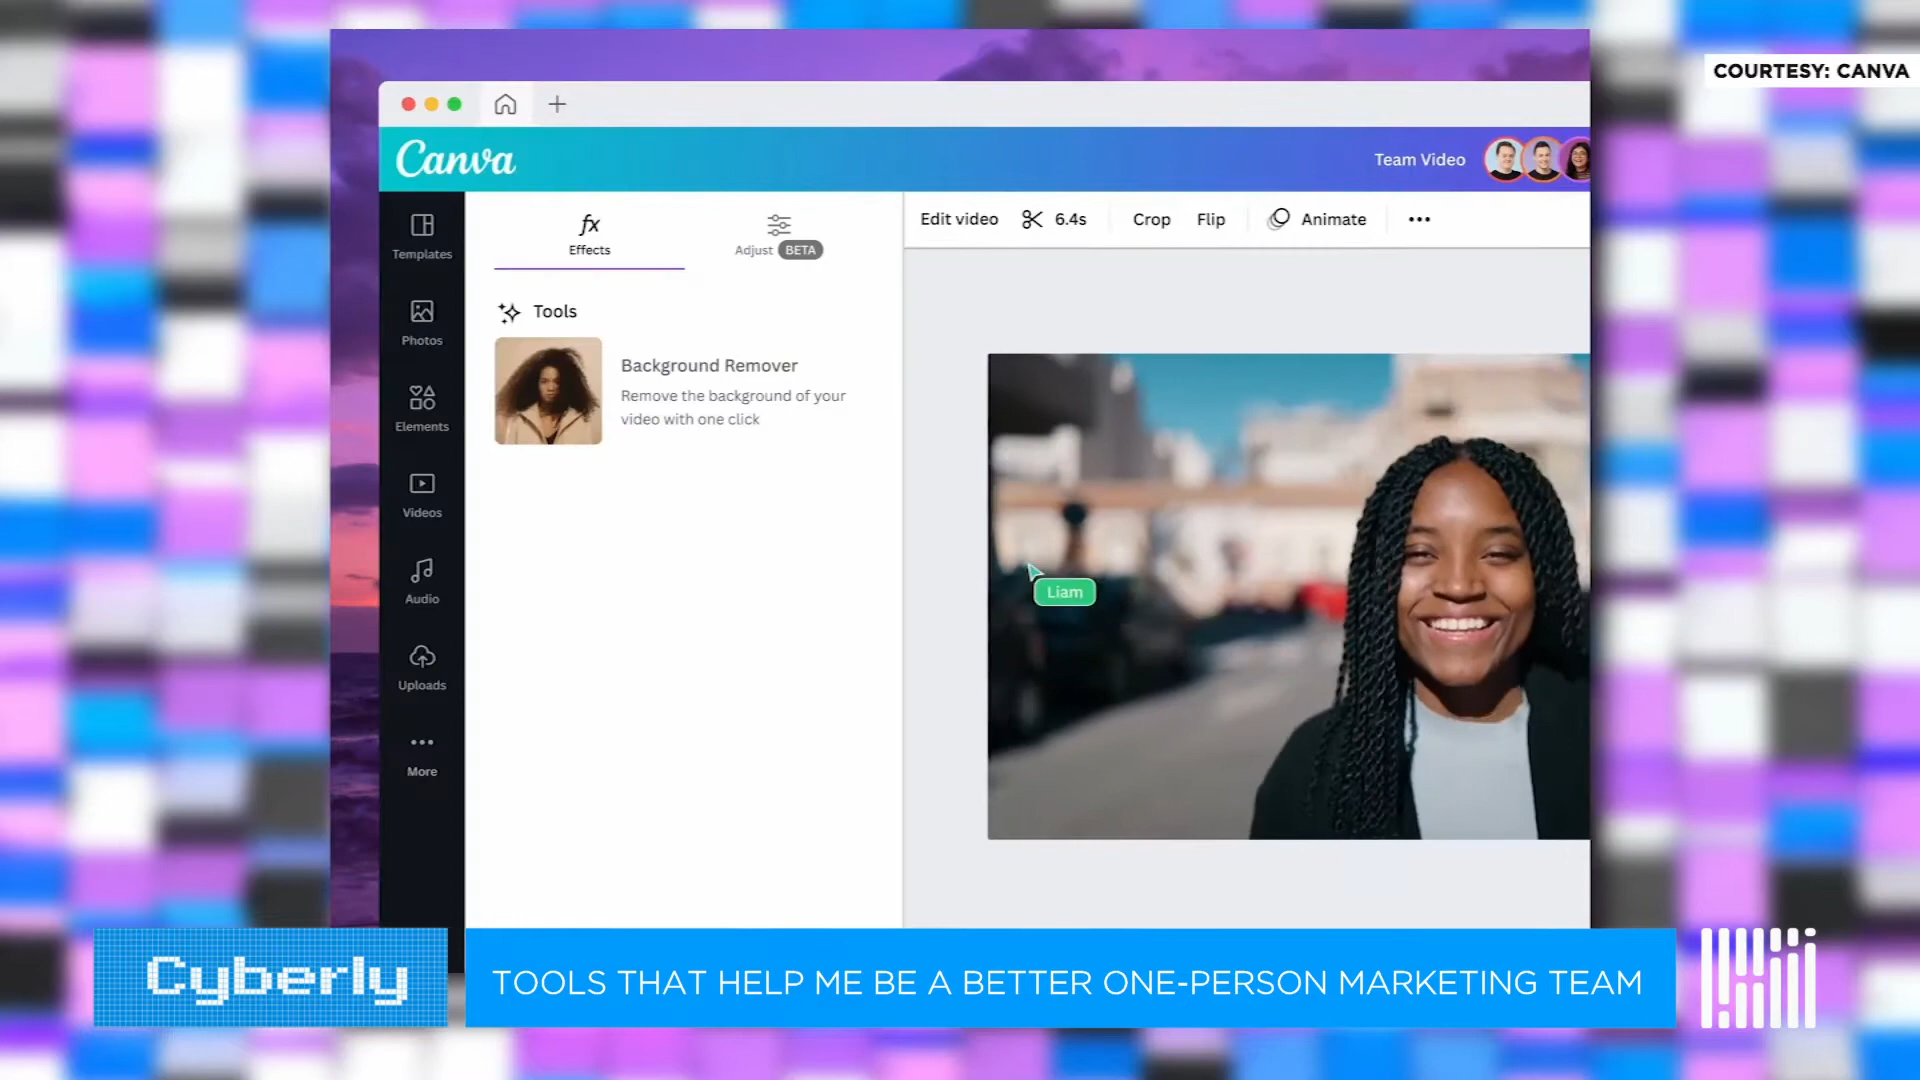 COURTESY: CANVA
Canva
Team Video
Templates
Photos
Elements
Videos
Audio
Uploads
More
fx
Effects
Adjust BETA
Tools
Background Remover
Remove the background of your
video with one click
Edit video 6.4s Crop Flip Animate
Liam
Cyberly
TOOLS THAT HELP ME BE A BETTER ONE-PERSON MARKETING TEAM